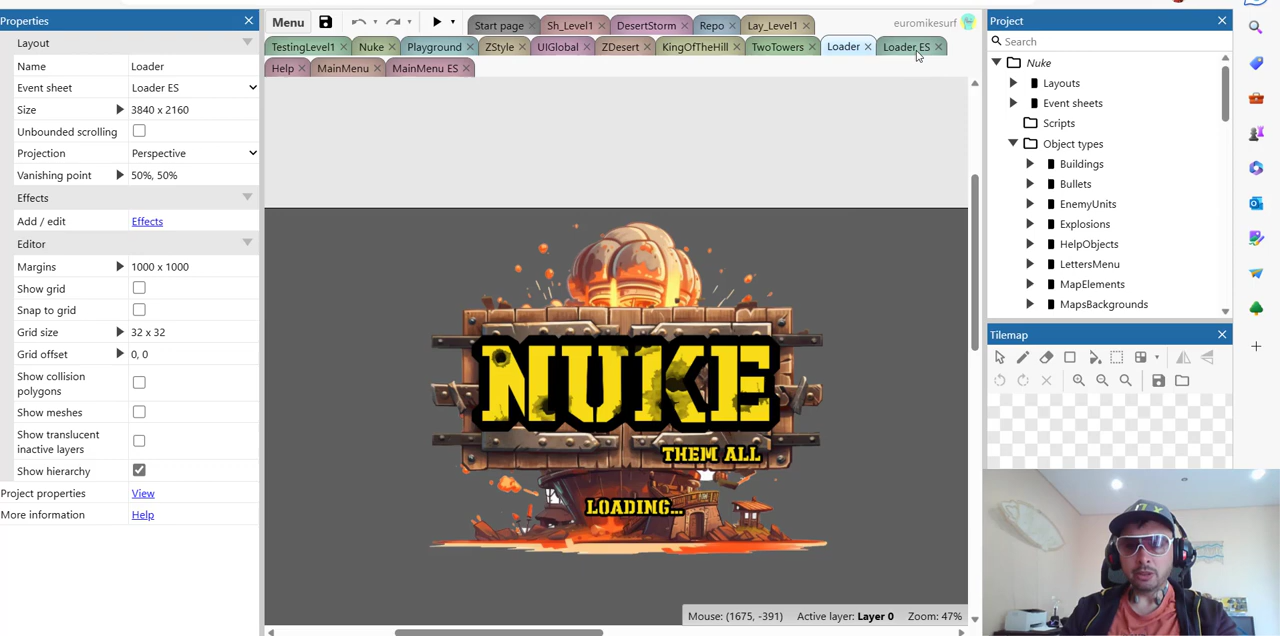 Properties
Layout
Name Loader
Event sheet Loader ES
Size 3840 x 2160
Unbounded scrolling
Projection Perspective
Vanishing point 50%, 50%
Effects
Add / edit Effects
Editor
Margins 1000 x 1000
Show grid
Snap to grid
Grid size 32 x 32
Grid offset 0, 0
Show collision
polygons
Show meshes
Show translucent
inactive layers
Show hierarchy
Project properties View
More information Help
Menu
Start page Sh_Level1 DesertStorm Repo Lay_Level1
euromikesurf
TestingLevel1 Nuke Playground ZStyle UIGlobal ZDesert KingOfTheHill TwoTowers Loader Loader ES
Help MainMenu MainMenu ES
NUKE
THEM ALL
LOADING...
Mouse: (1675, -391) Active layer: Layer 0 Zoom: 47%
Project
Search
Nuke
Layouts
Event sheets
Scripts
Object types
Buildings
Bullets
EnemyUnits
Explosions
HelpObjects
LettersMenu
MapElements
MapsBackgrounds
Tilemap